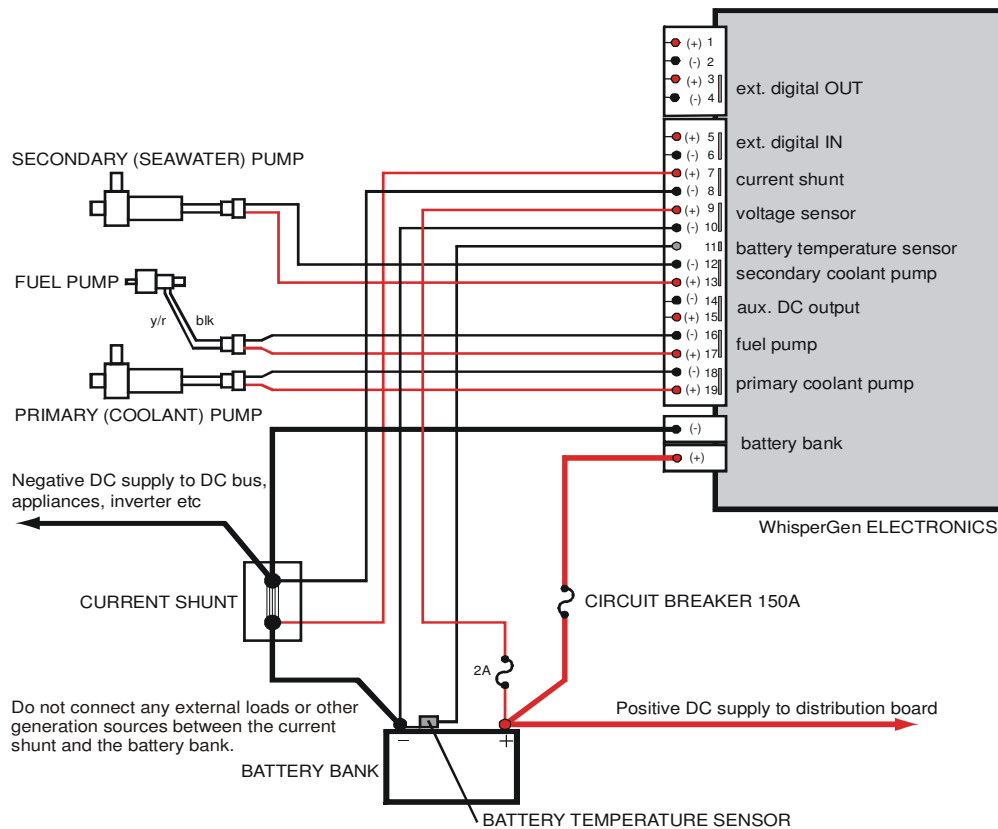 (+) 1
(-) 2
(+) 3
(-) 4
ext. digital OUT
(+) 5
(-) 6
ext. digital IN
(+) 7
(-) 8
current shunt
(+) 9
(-) 10
voltage sensor
11
battery temperature sensor
(-) 12
(+) 13
secondary coolant pump
(-) 14
(+) 15
aux. DC output
(-) 16
(+) 17
fuel pump
(-) 18
(+) 19
primary coolant pump
(-)
(+)
battery bank
WhisperGen ELECTRONICS
SECONDARY (SEAWATER) PUMP
FUEL PUMP
y/r
blk
PRIMARY (COOLANT) PUMP
Negative DC supply to DC bus,
appliances, inverter etc
CURRENT SHUNT
CIRCUIT BREAKER 150A
2A
Do not connect any external loads or other
generation sources between the current
shunt and the battery bank.
Positive DC supply to distribution board
–
+
BATTERY BANK
BATTERY TEMPERATURE SENSOR